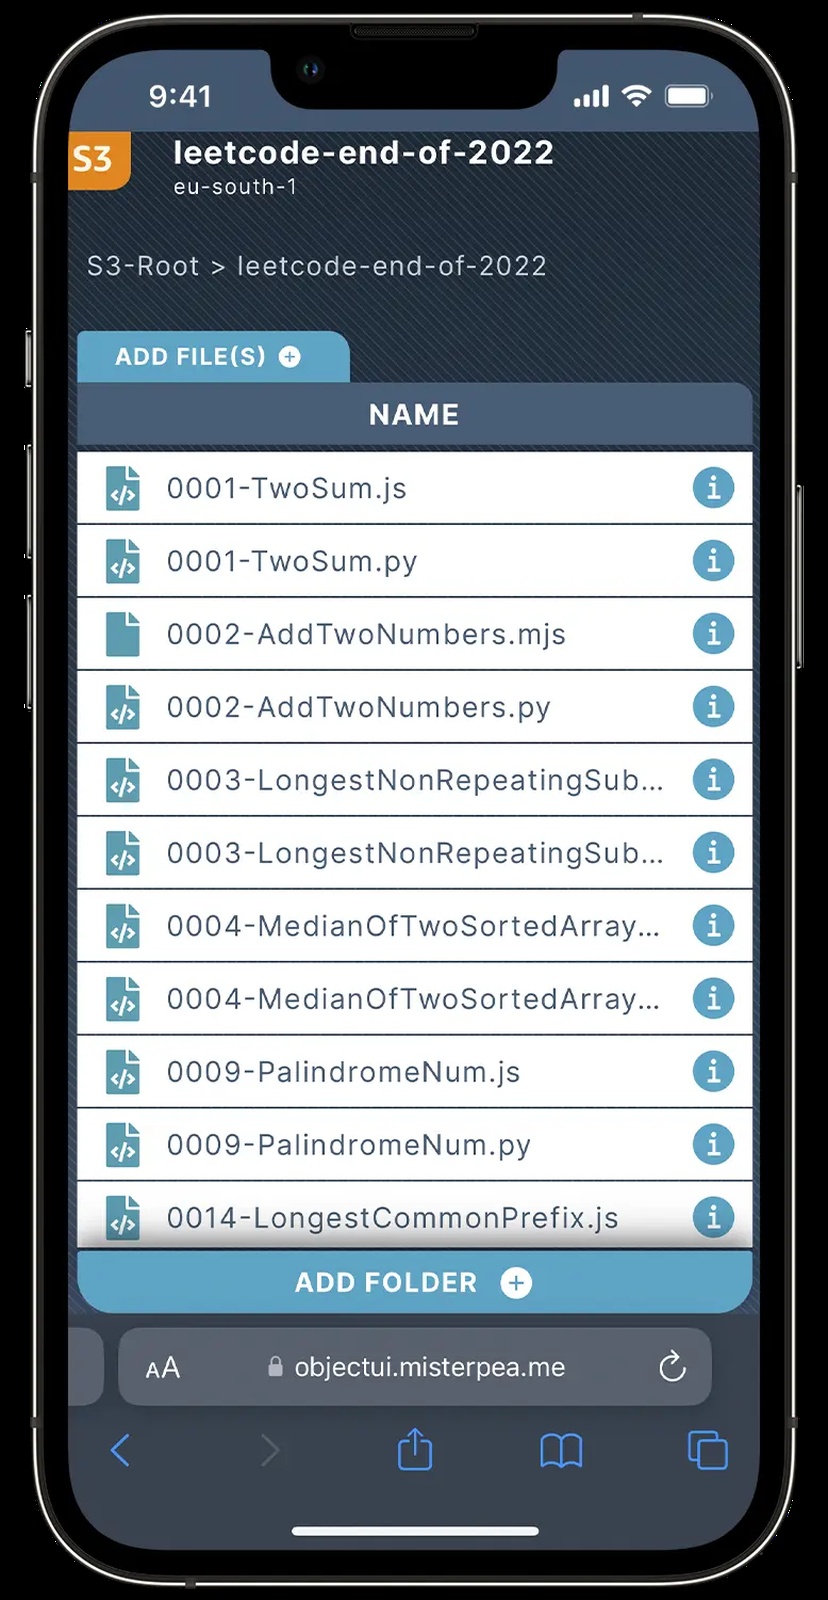 9:41
S3
leetcode-end-of-2022
eu-south-1
S3-Root > leetcode-end-of-2022
ADD FILE(S)
NAME
0001-TwoSum.js
0001-TwoSum.py
0002-AddTwoNumbers.mjs
0002-AddTwoNumbers.py
0003-LongestNonRepeatingSub...
0003-LongestNonRepeatingSub...
0004-MedianOfTwoSortedArray...
0004-MedianOfTwoSortedArray...
0009-PalindromeNum.js
0009-PalindromeNum.py
0014-LongestCommonPrefix.js
ADD FOLDER
AA objectui.misterpea.me